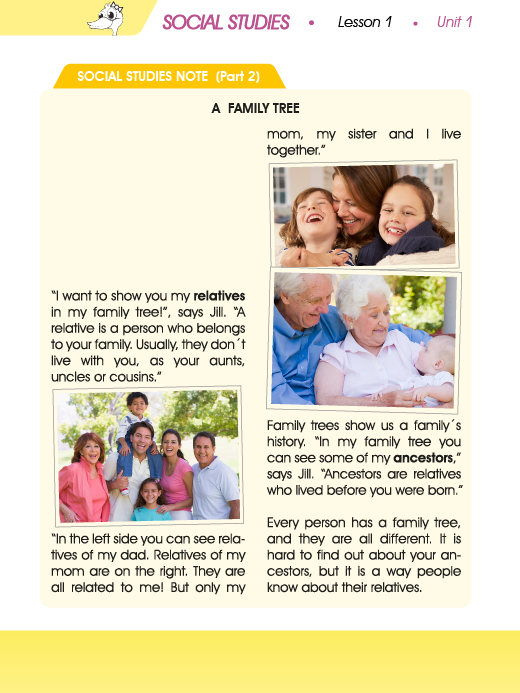 SOCIAL STUDIES • Lesson 1 • Unit 1
SOCIAL STUDIES NOTE (Part 2)
A FAMILY TREE
“I want to show you my relatives
in my family tree!”, says Jill. “A
relative is a person who belongs
to your family. Usually, they don´t
live with you, as your aunts,
uncles or cousins.”
“In the left side you can see rela-
tives of my dad. Relatives of my
mom are on the right. They are
all related to me! But only my
mom, my sister and I live
together.”
Family trees show us a family´s
history. “In my family tree you
can see some of my ancestors,”
says Jill. “Ancestors are relatives
who lived before you were born.”
Every person has a family tree,
and they are all different. It is
hard to find out about your an-
cestors, but it is a way people
know about their relatives.